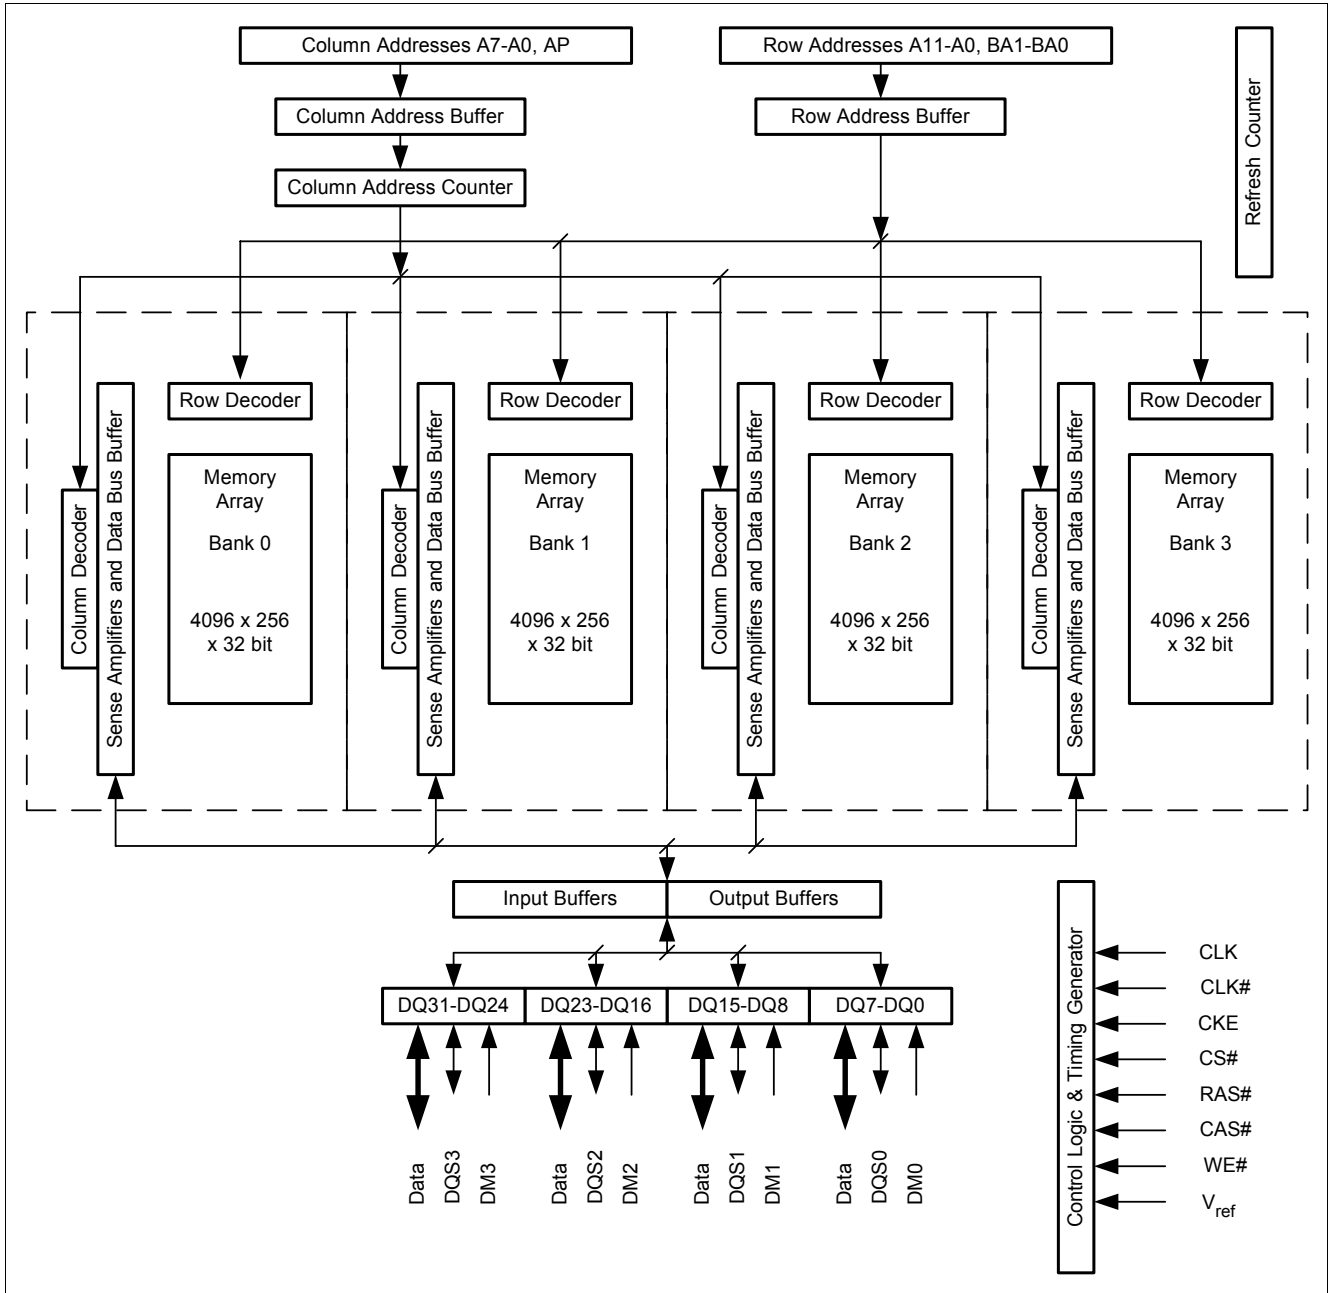 Column Addresses A7-A0, AP
Row Addresses A11-A0, BA1-BA0
Column Address Buffer
Row Address Buffer
Column Address Counter
Refresh Counter
Row Decoder
Row Decoder
Row Decoder
Row Decoder
Column Decoder
Sense Amplifiers and Data Bus Buffer
Memory
Array
Bank 0
4096 x 256
x 32 bit
Column Decoder
Sense Amplifiers and Data Bus Buffer
Memory
Array
Bank 1
4096 x 256
x 32 bit
Column Decoder
Sense Amplifiers and Data Bus Buffer
Memory
Array
Bank 2
4096 x 256
x 32 bit
Column Decoder
Sense Amplifiers and Data Bus Buffer
Memory
Array
Bank 3
4096 x 256
x 32 bit
Input Buffers
Output Buffers
DQ31-DQ24
DQ23-DQ16
DQ15-DQ8
DQ7-DQ0
Data
DQS3
DM3
Data
DQS2
DM2
Data
DQS1
DM1
Data
DQS0
DM0
Control Logic & Timing Generator
CLK
CLK#
CKE
CS#
RAS#
CAS#
WE#
Vref